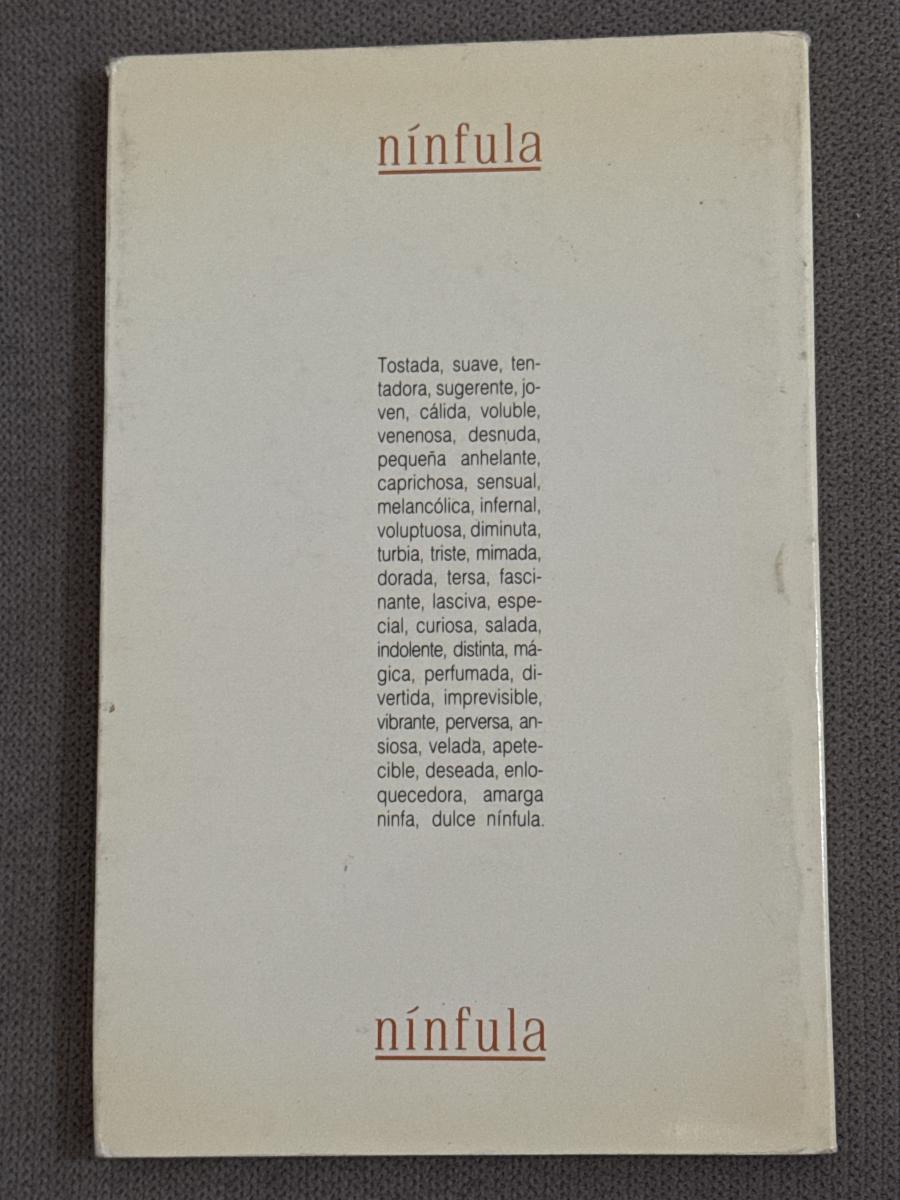 nínfula
Tostada, suave, ten-
tadora, sugerente, jo-
ven, cálida, voluble,
venenosa, desnuda,
pequeña anhelante,
caprichosa, sensual,
melancólica, infernal,
voluptuosa, diminuta,
turbia, triste, mimada,
dorada, tersa, fasci-
nante, lasciva, espe-
cial, curiosa, salada,
indolente, distinta, má-
gica, perfumada, di-
vertida, imprevisible,
vibrante, perversa, an-
siosa, velada, apete-
cible, deseada, enlo-
quecedora, amarga
ninfa, dulce nínfula.
nínfula